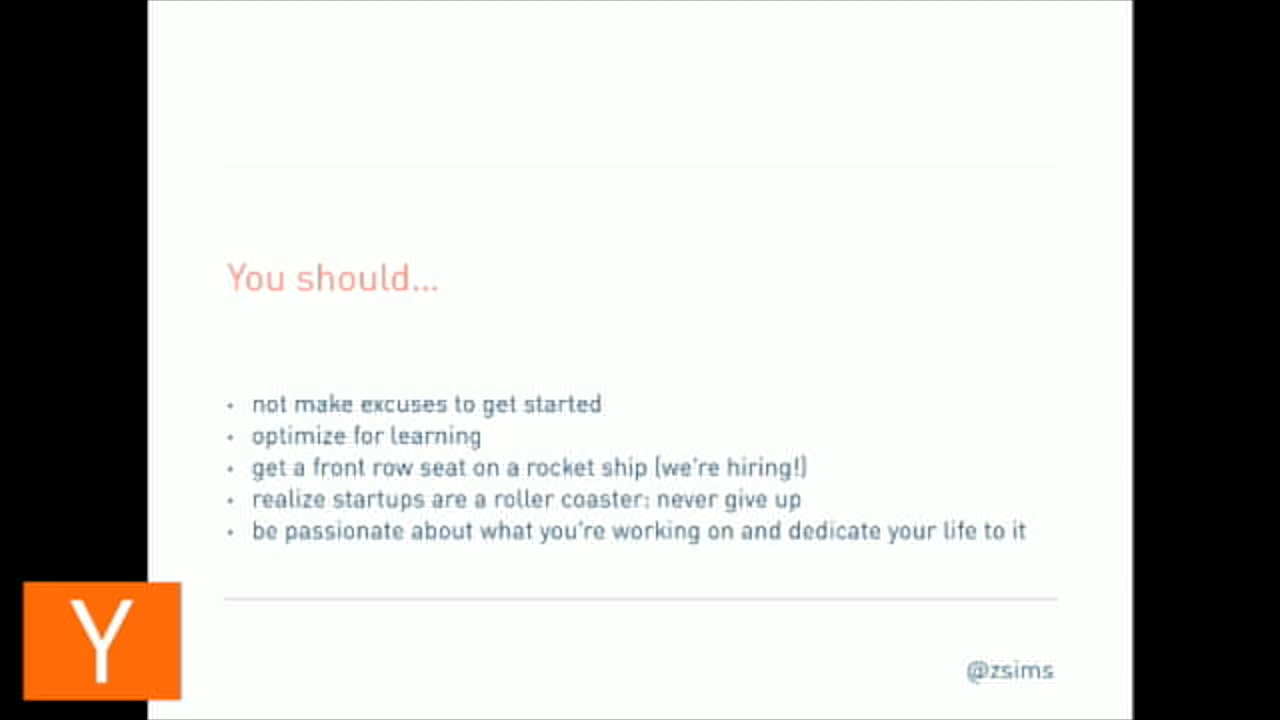 You should...
• not make excuses to get started
• optimize for learning
• get a front row seat on a rocket ship (we're hiring!)
• realize startups are a roller coaster; never give up
• be passionate about what you're working on and dedicate your life to it
Y
@zsims